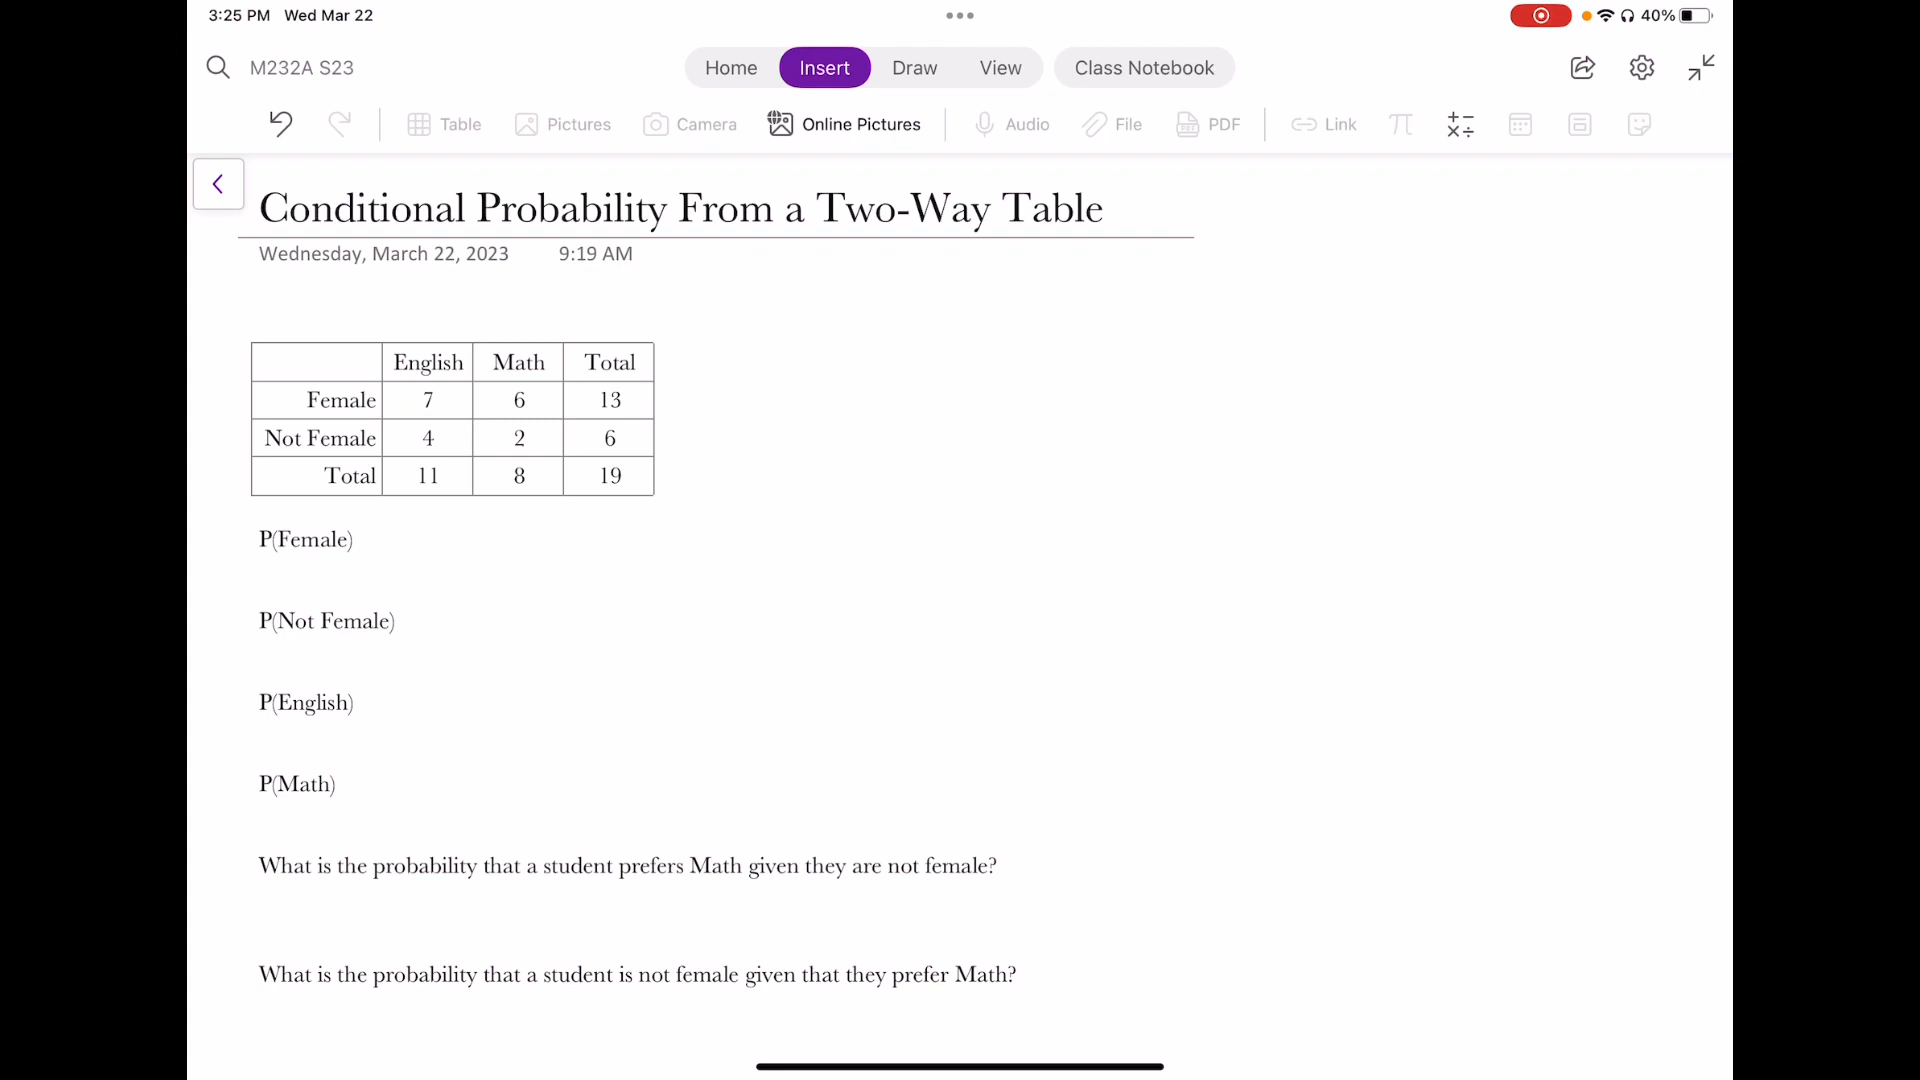 3:25 PM Wed Mar 22 40%
M232A S23 Home Insert Draw View Class Notebook
Table Pictures Camera Online Pictures Audio File PDF Link
Conditional Probability From a Two-Way Table
Wednesday, March 22, 2023 9:19 AM
English Math Total
Female 7 6 13
Not Female 4 2 6
Total 11 8 19
P(Female)
P(Not Female)
P(English)
P(Math)
What is the probability that a student prefers Math given they are not female?
What is the probability that a student is not female given that they prefer Math?